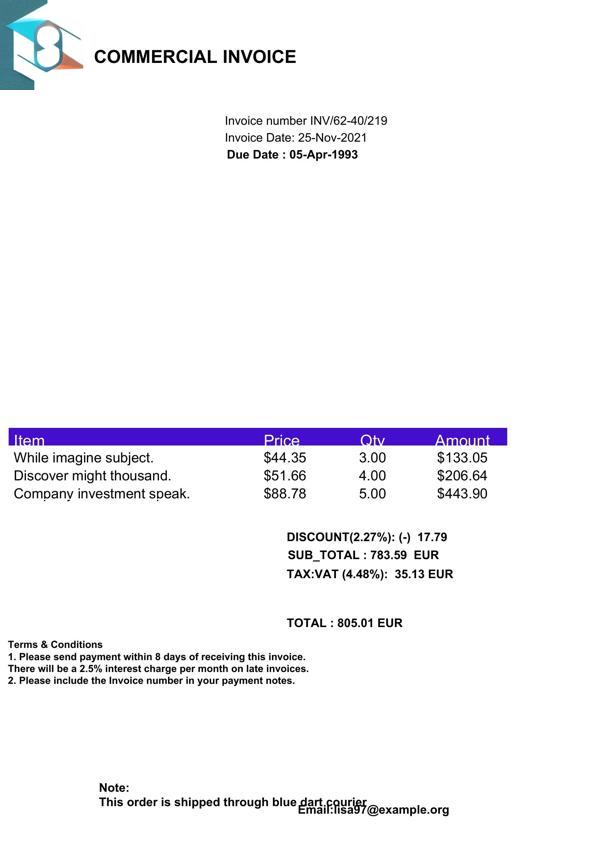 COMMERCIAL INVOICE
Invoice number INV/62-40/219
Invoice Date: 25-Nov-2021
Due Date : 05-Apr-1993
Item Price Qty Amount
While imagine subject. $44.35 3.00 $133.05
Discover might thousand. $51.66 4.00 $206.64
Company investment speak. $88.78 5.00 $443.90
DISCOUNT(2.27%): (-) 17.79
SUB_TOTAL : 783.59 EUR
TAX:VAT (4.48%): 35.13 EUR
TOTAL : 805.01 EUR
Terms & Conditions
1. Please send payment within 8 days of receiving this invoice.
There will be a 2.5% interest charge per month on late invoices.
2. Please include the Invoice number in your payment notes.
Note:
This order is shipped through blue dart courier
Email:lisa97@example.org